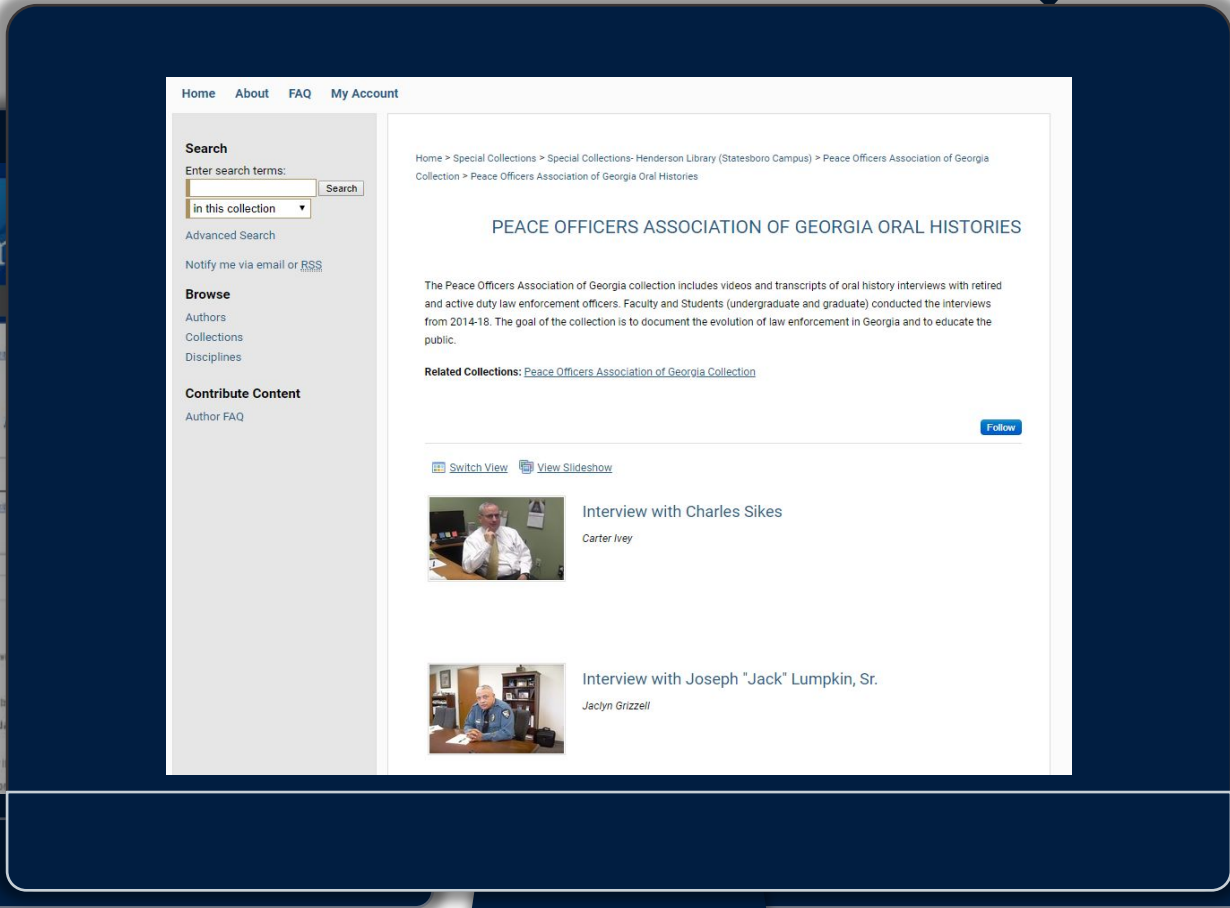 Home About FAQ My Account
Search
Enter search terms:
Search
in this collection
Advanced Search
Notify me via email or RSS
Browse
Authors
Collections
Disciplines
Contribute Content
Author FAQ
Home > Special Collections > Special Collections- Henderson Library (Statesboro Campus) > Peace Officers Association of Georgia
Collection > Peace Officers Association of Georgia Oral Histories
PEACE OFFICERS ASSOCIATION OF GEORGIA ORAL HISTORIES
The Peace Officers Association of Georgia collection includes videos and transcripts of oral history interviews with retired
and active duty law enforcement officers. Faculty and Students (undergraduate and graduate) conducted the interviews
from 2014-18. The goal of the collection is to document the evolution of law enforcement in Georgia and to educate the
public.
Related Collections: Peace Officers Association of Georgia Collection
Follow
Switch View View Slideshow
Interview with Charles Sikes
Carter Ivey
Interview with Joseph "Jack" Lumpkin, Sr.
Jaclyn Grizzell